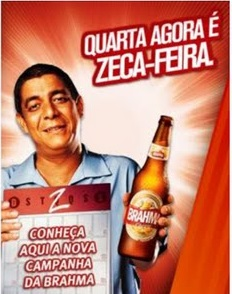 QUARTA AGORA É
ZECA-FEIRA.
BRAHMA
D S T Z Q S S
CONHEÇA
AQUI A NOVA
CAMPANHA
DA BRAHMA